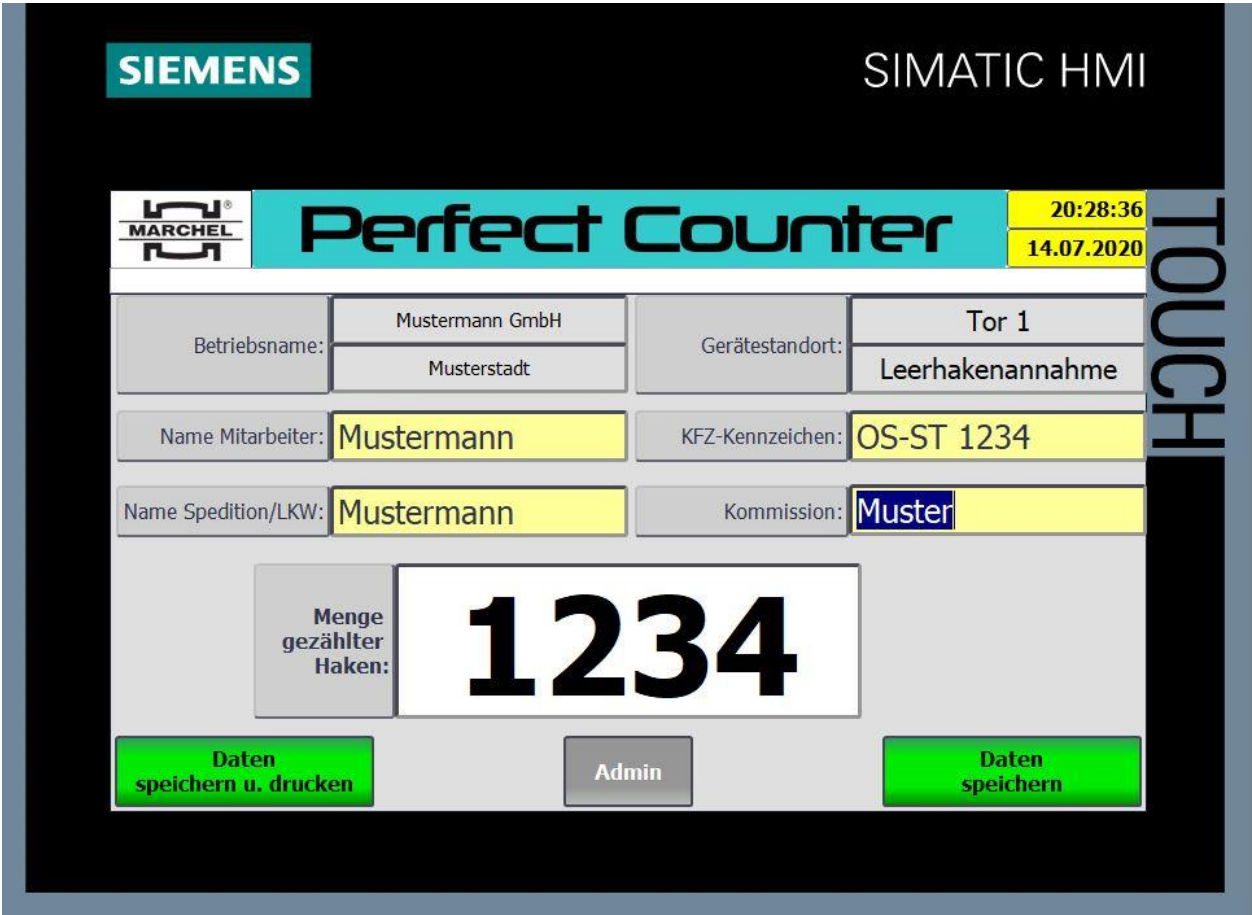 SIEMENS
SIMATIC HMI
TOUCH
MARCHEL®
Perfect Counter
20:28:36
14.07.2020
Betriebsname:
Mustermann GmbH
Musterstadt
Gerätestandort:
Tor 1
Leerhakenannahme
Name Mitarbeiter:
Mustermann
KFZ-Kennzeichen:
OS-ST 1234
Name Spedition/LKW:
Mustermann
Kommission:
Muster
Menge
gezählter
Haken:
1234
Daten
speichern u. drucken
Admin
Daten
speichern